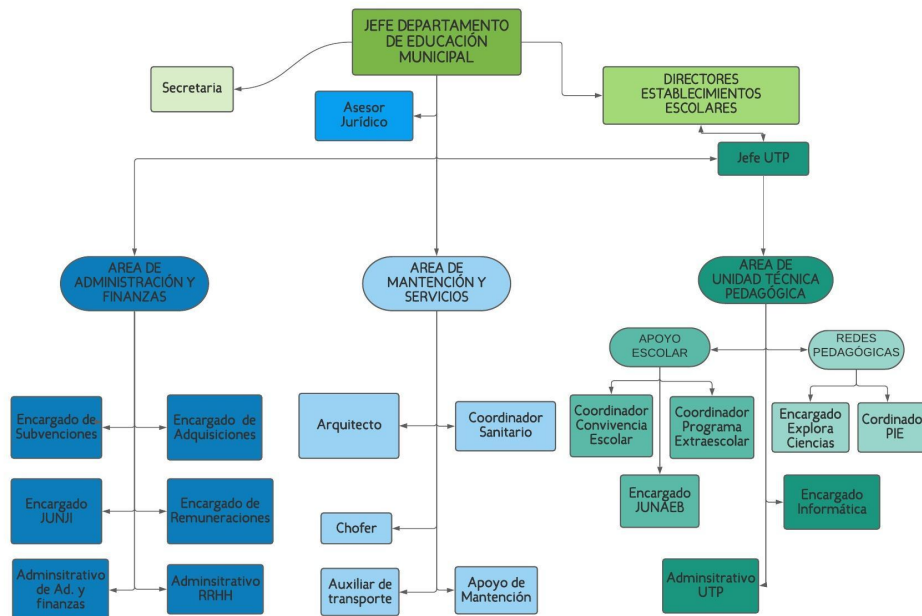 JEFE DEPARTAMENTO
DE EDUCACIÓN
MUNICIPAL
Secretaria
Asesor
Jurídico
DIRECTORES
ESTABLECIMIENTOS
ESCOLARES
Jefe UTP
AREA DE
ADMINISTRACIÓN Y
FINANZAS
AREA DE
MANTENCIÓN Y
SERVICIOS
AREA DE
UNIDAD TÉCNICA
PEDAGÓGICA
APOYO
ESCOLAR
REDES
PEDAGÓGICAS
Encargado de
Subvenciones
Encargado de
Adquisiciones
Arquitecto
Coordinador
Sanitario
Coordinador
Convivencia
Escolar
Coordinador
Programa
Extraescolar
Encargado
Explora
Ciencias
Cordinador
PIE
Encargado
JUNJI
Encargado de
Remuneraciones
Chofer
Encargado
JUNAEB
Encargado
Informática
Adminsitrativo
de Ad. y
finanzas
Adminsitrativo
RRHH
Auxiliar de
transporte
Apoyo de
Mantención
Adminsitrativo
UTP